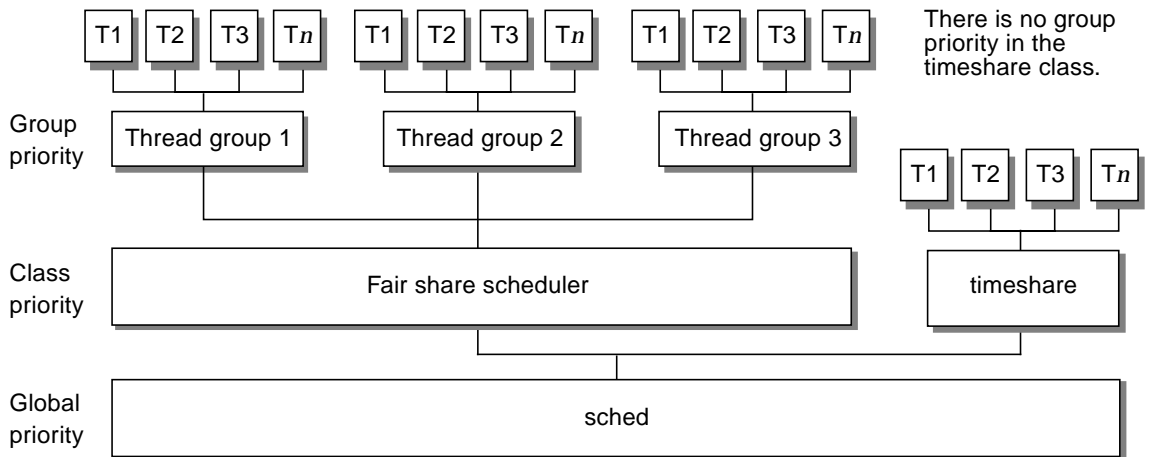 T1 T2 T3 Tn T1 T2 T3 Tn T1 T2 T3 Tn
There is no group
priority in the
timeshare class.
Group
priority
Thread group 1 Thread group 2 Thread group 3
T1 T2 T3 Tn
Class
priority
Fair share scheduler
timeshare
Global
priority
sched